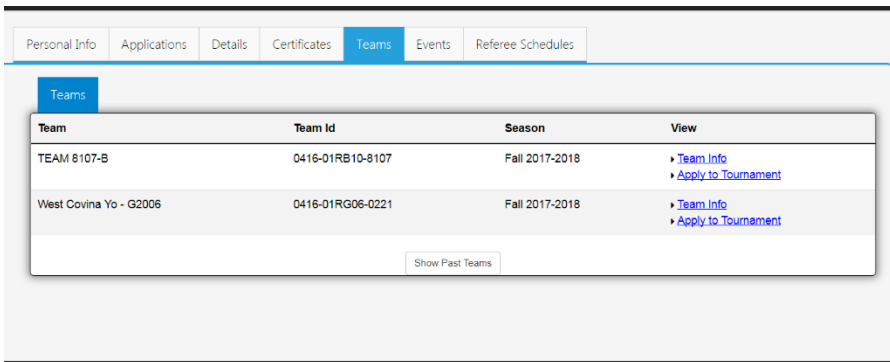 Personal Info Applications Details Certificates Teams Events Referee Schedules
Teams
Team Team Id Season View
TEAM 8107-B 0416-01RB10-8107 Fall 2017-2018 Team Info
Apply to Tournament
West Covina Yo - G2006 0416-01RG06-0221 Fall 2017-2018 Team Info
Apply to Tournament
Show Past Teams